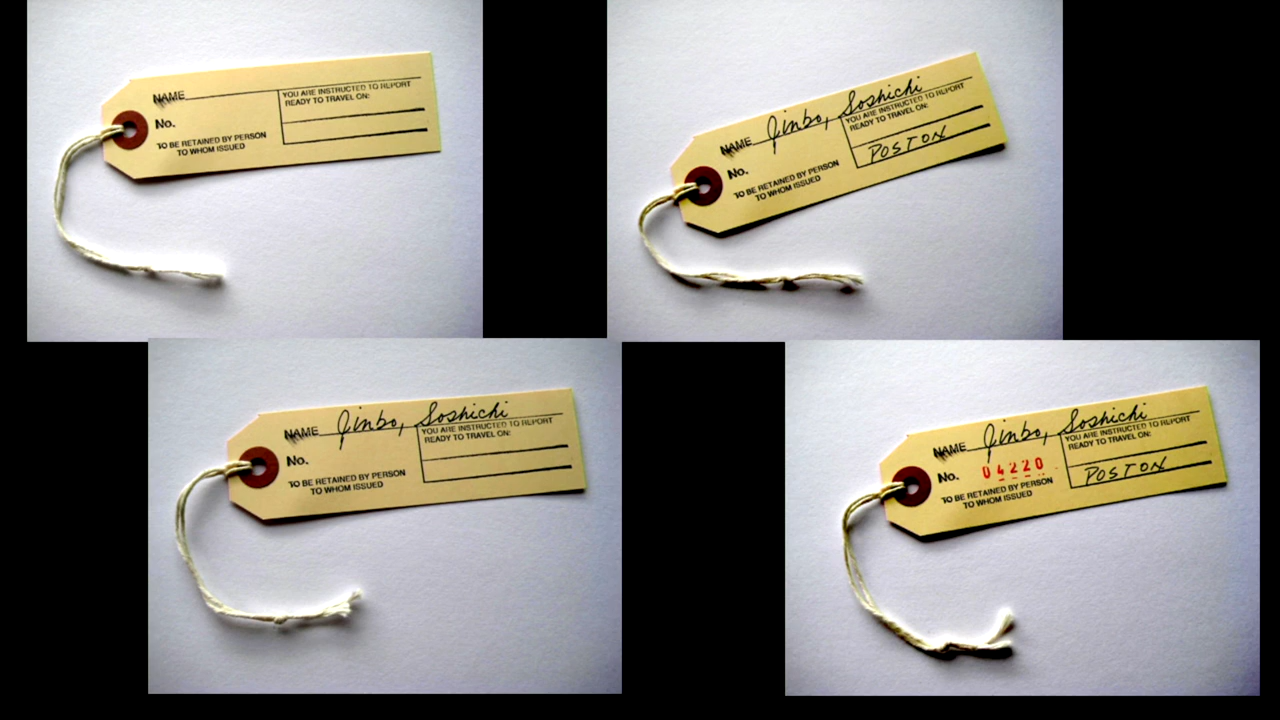 NAME
YOU ARE INSTRUCTED TO REPORT
READY TO TRAVEL ON:
No.
TO BE RETAINED BY PERSON
TO WHOM ISSUED
NAME Jinbo, Soshichi
YOU ARE INSTRUCTED TO REPORT
READY TO TRAVEL ON:
No.
POSTON
TO BE RETAINED BY PERSON
TO WHOM ISSUED
NAME Jinbo, Soshichi
YOU ARE INSTRUCTED TO REPORT
READY TO TRAVEL ON:
No.
TO BE RETAINED BY PERSON
TO WHOM ISSUED
NAME Jinbo, Soshichi
YOU ARE INSTRUCTED TO REPORT
READY TO TRAVEL ON:
No. 04220
POSTON
TO BE RETAINED BY PERSON
TO WHOM ISSUED